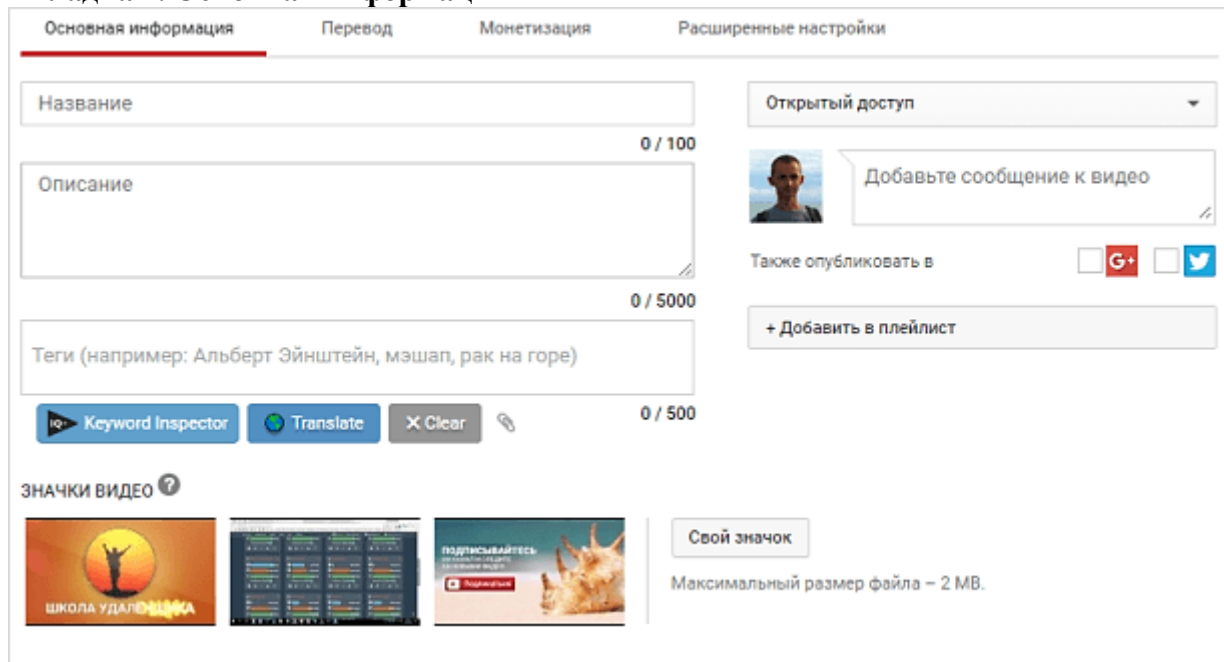 Основная информация Перевод Монетизация Расширенные настройки
Название
0 / 100
Открытый доступ
Описание
Добавьте сообщение к видео
Также опубликовать в
G+
0 / 5000
+ Добавить в плейлист
Теги (например: Альберт Эйнштейн, мэшап, рак на горе)
IQ Keyword Inspector Translate X Clear
0 / 500
ЗНАЧКИ ВИДЕО ?
ШКОЛА УДАЛЕНЩИКА
ПОДПИСЫВАЙТЕСЬ
Подписаться
Свой значок
Максимальный размер файла – 2 MB.